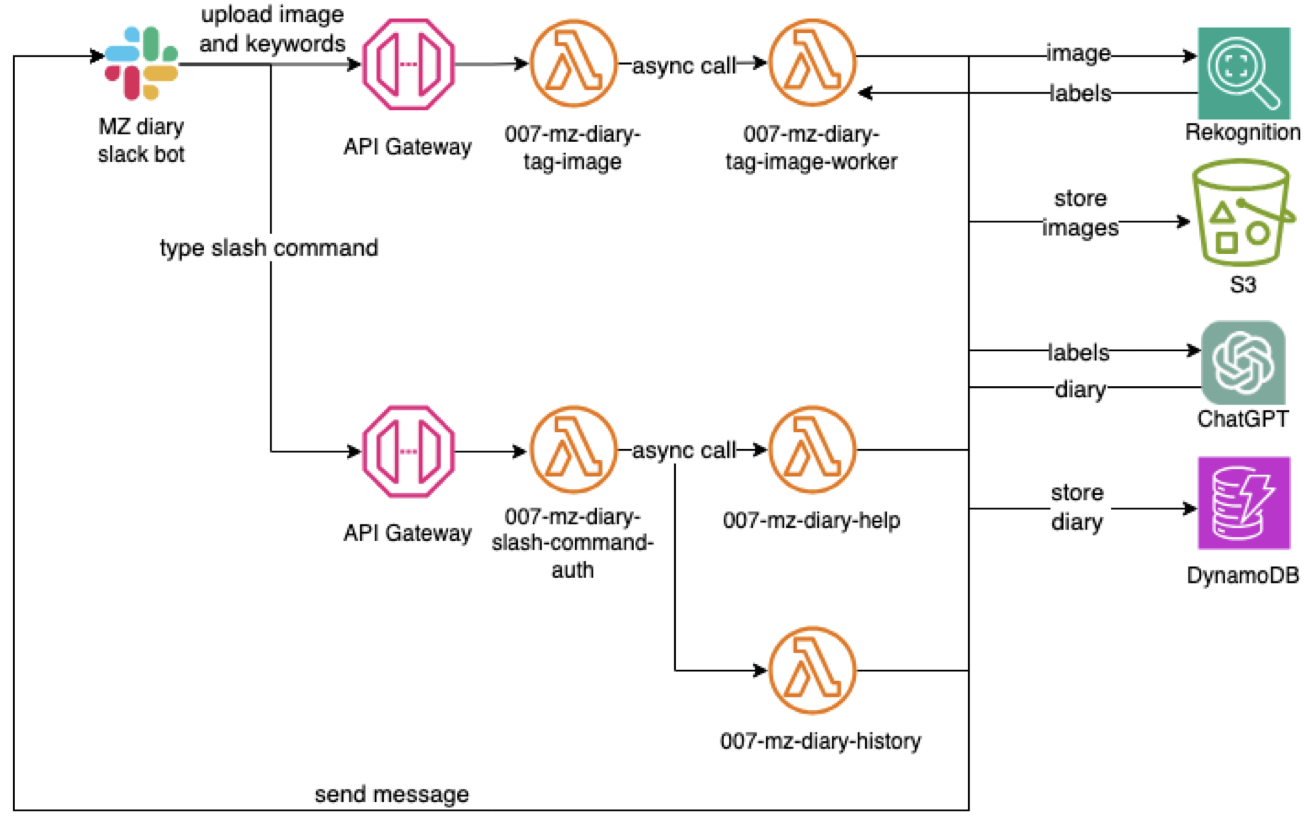 upload image
and keywords
MZ diary
slack bot
API Gateway
007-mz-diary-
tag-image
async call
007-mz-diary-
tag-image-worker
image
labels
Rekognition
store
images
S3
type slash command
labels
diary
ChatGPT
API Gateway
007-mz-diary-
slash-command-
auth
async call
007-mz-diary-help
store
diary
DynamoDB
007-mz-diary-history
send message